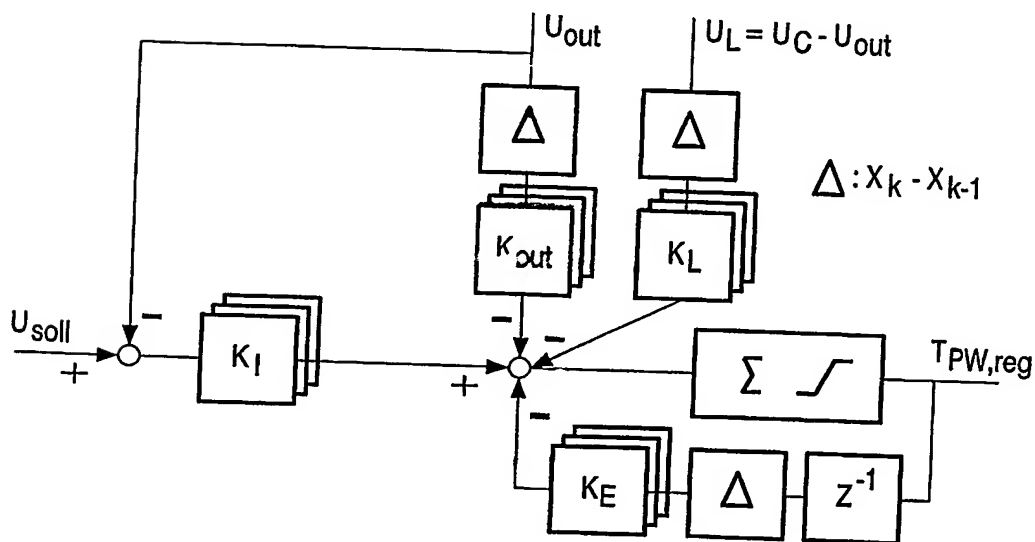 U_out
U_L = U_C - U_out
Δ
Δ
Δ : X_k - X_k-1
K_out
K_L
−
−
−
U_soll
+
K_I
+
Σ
T_PW,reg
−
K_E
Δ
Z^-1